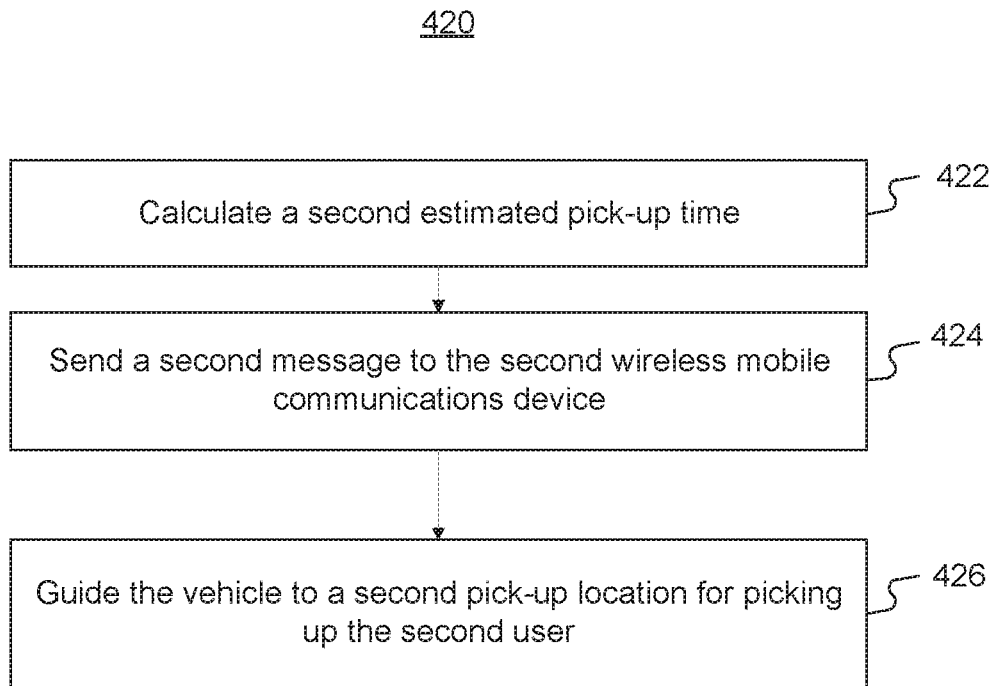 420
Calculate a second estimated pick-up time
422
Send a second message to the second wireless mobile
communications device
424
Guide the vehicle to a second pick-up location for picking
up the second user
426